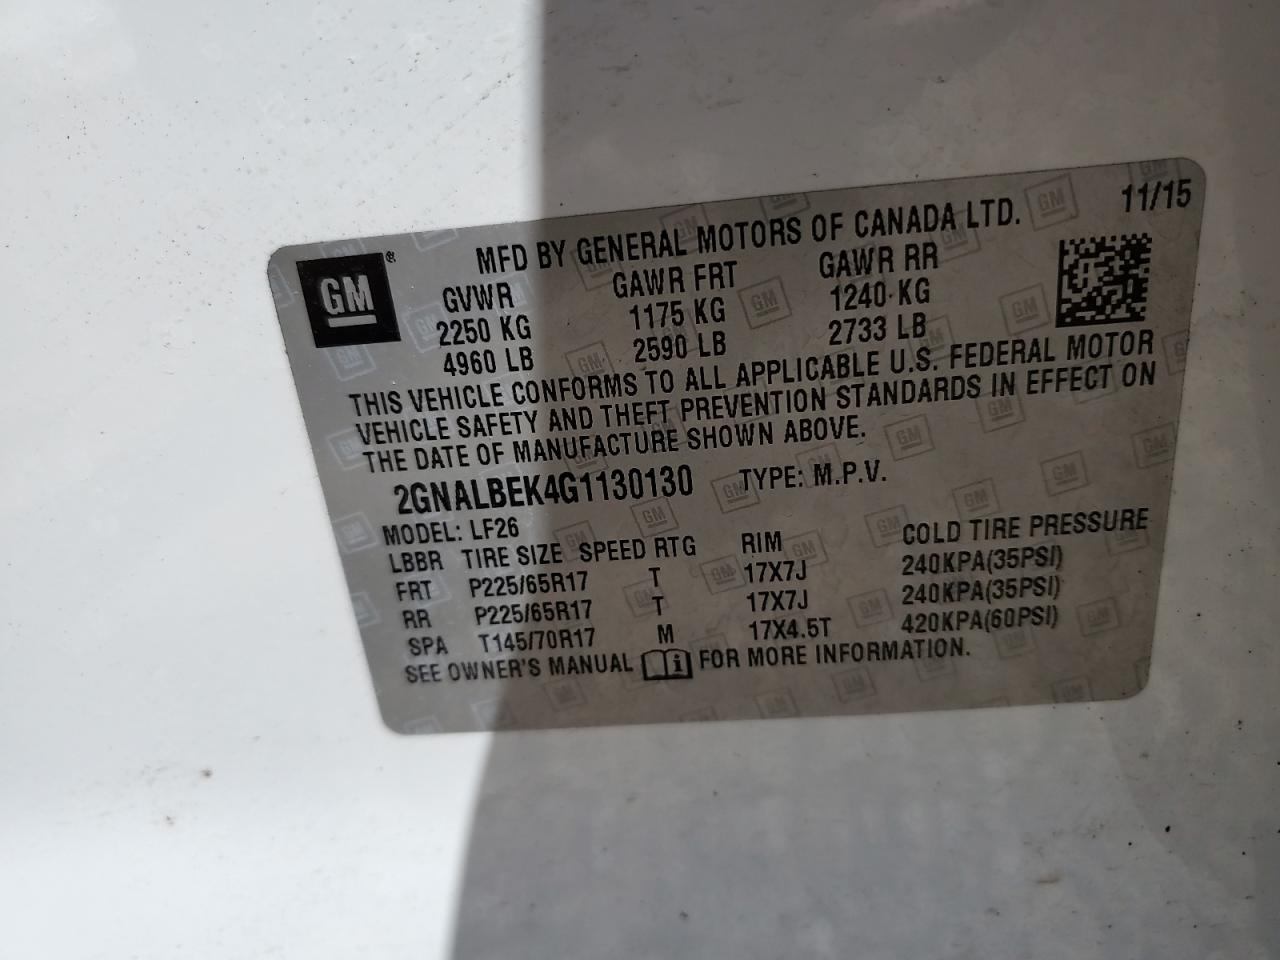 11/15
MFD BY GENERAL MOTORS OF CANADA LTD.
GM ®
GVWR GAWR FRT GAWR RR
2250 KG 1175 KG 1240 KG
4960 LB 2590 LB 2733 LB
THIS VEHICLE CONFORMS TO ALL APPLICABLE U.S. FEDERAL MOTOR
VEHICLE SAFETY AND THEFT PREVENTION STANDARDS IN EFFECT ON
THE DATE OF MANUFACTURE SHOWN ABOVE.
2GNALBEK4G1130130 TYPE: M.P.V.
MODEL: LF26
LBBR TIRE SIZE SPEED RTG RIM COLD TIRE PRESSURE
FRT P225/65R17 T 17X7J 240KPA(35PSI)
RR P225/65R17 T 17X7J 240KPA(35PSI)
SPA T145/70R17 M 17X4.5T 420KPA(60PSI)
SEE OWNER'S MANUAL i FOR MORE INFORMATION.